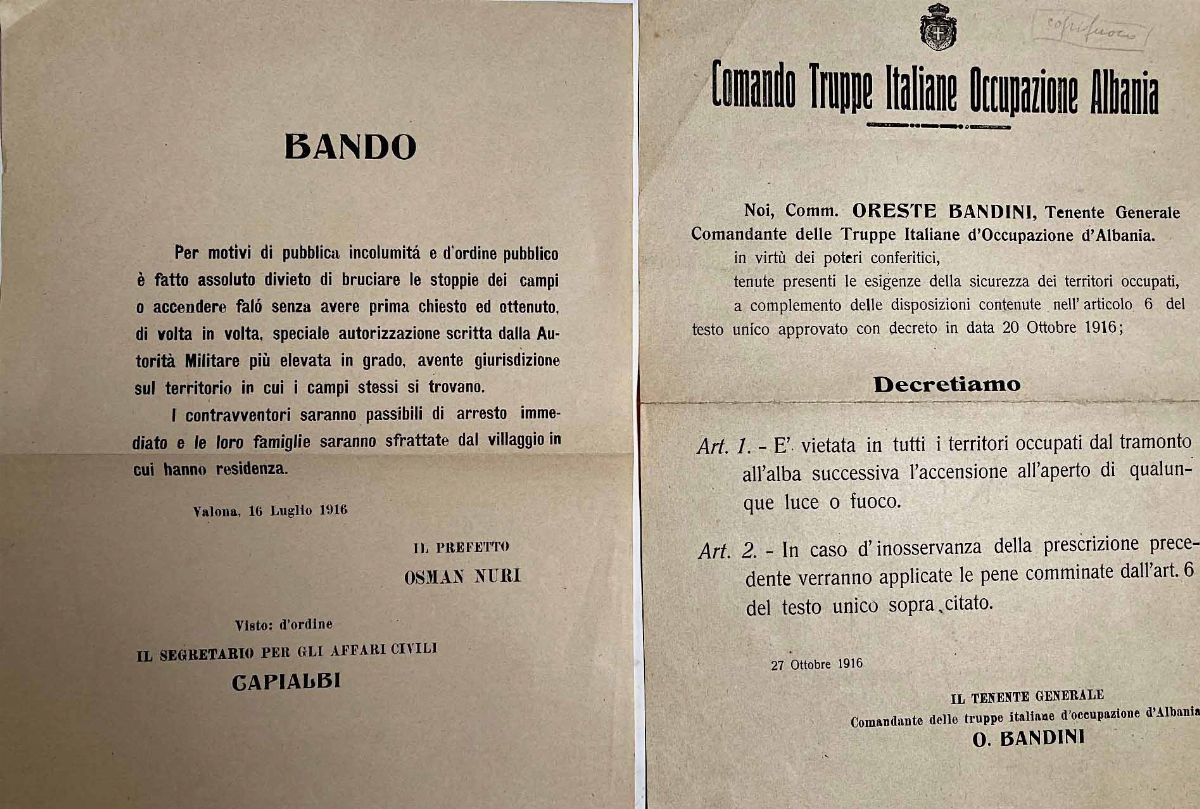 BANDO
Per motivi di pubblica incolumitá e d'ordine pubblico
è fatto assoluto divieto di bruciare le stoppie dei campi
o accendere faló senza avere prima chiesto ed ottenuto,
di volta in volta, speciale autorizzazione scritta dalla Au-
torità Militare più elevata in grado, avente giurisdizione
sul territorio in cui i campi stessi si trovano.
I contravventori saranno passibili di arresto imme-
diato e le loro famiglie saranno sfrattate dal villaggio in
cui hanno residenza.
Valona, 16 Luglio 1916
IL PREFETTO
OSMAN NURI
Visto: d'ordine
IL SEGRETARIO PER GLI AFFARI CIVILI
CAPIALBI
coprifuoco
Comando Truppe Italiane Occupazione Albania
Noi, Comm. ORESTE BANDINI, Tenente Generale
Comandante delle Truppe Italiane d'Occupazione d'Albania.
in virtù dei poteri conferitici,
tenute presenti le esigenze della sicurezza dei territori occupati,
a complemento delle disposizioni contenute nell'articolo 6 del
testo unico approvato con decreto in data 20 Ottobre 1916;
Decretiamo
Art. 1. - E' vietata in tutti i territori occupati dal tramonto
all'alba successiva l'accensione all'aperto di qualun-
que luce o fuoco.
Art. 2. - In caso d'inosservanza della prescrizione prece-
dente verranno applicate le pene comminate dall'art. 6
del testo unico sopra citato.
27 Ottobre 1916
IL TENENTE GENERALE
Comandante delle truppe italiane d'occupazione d'Albania
O. BANDINI